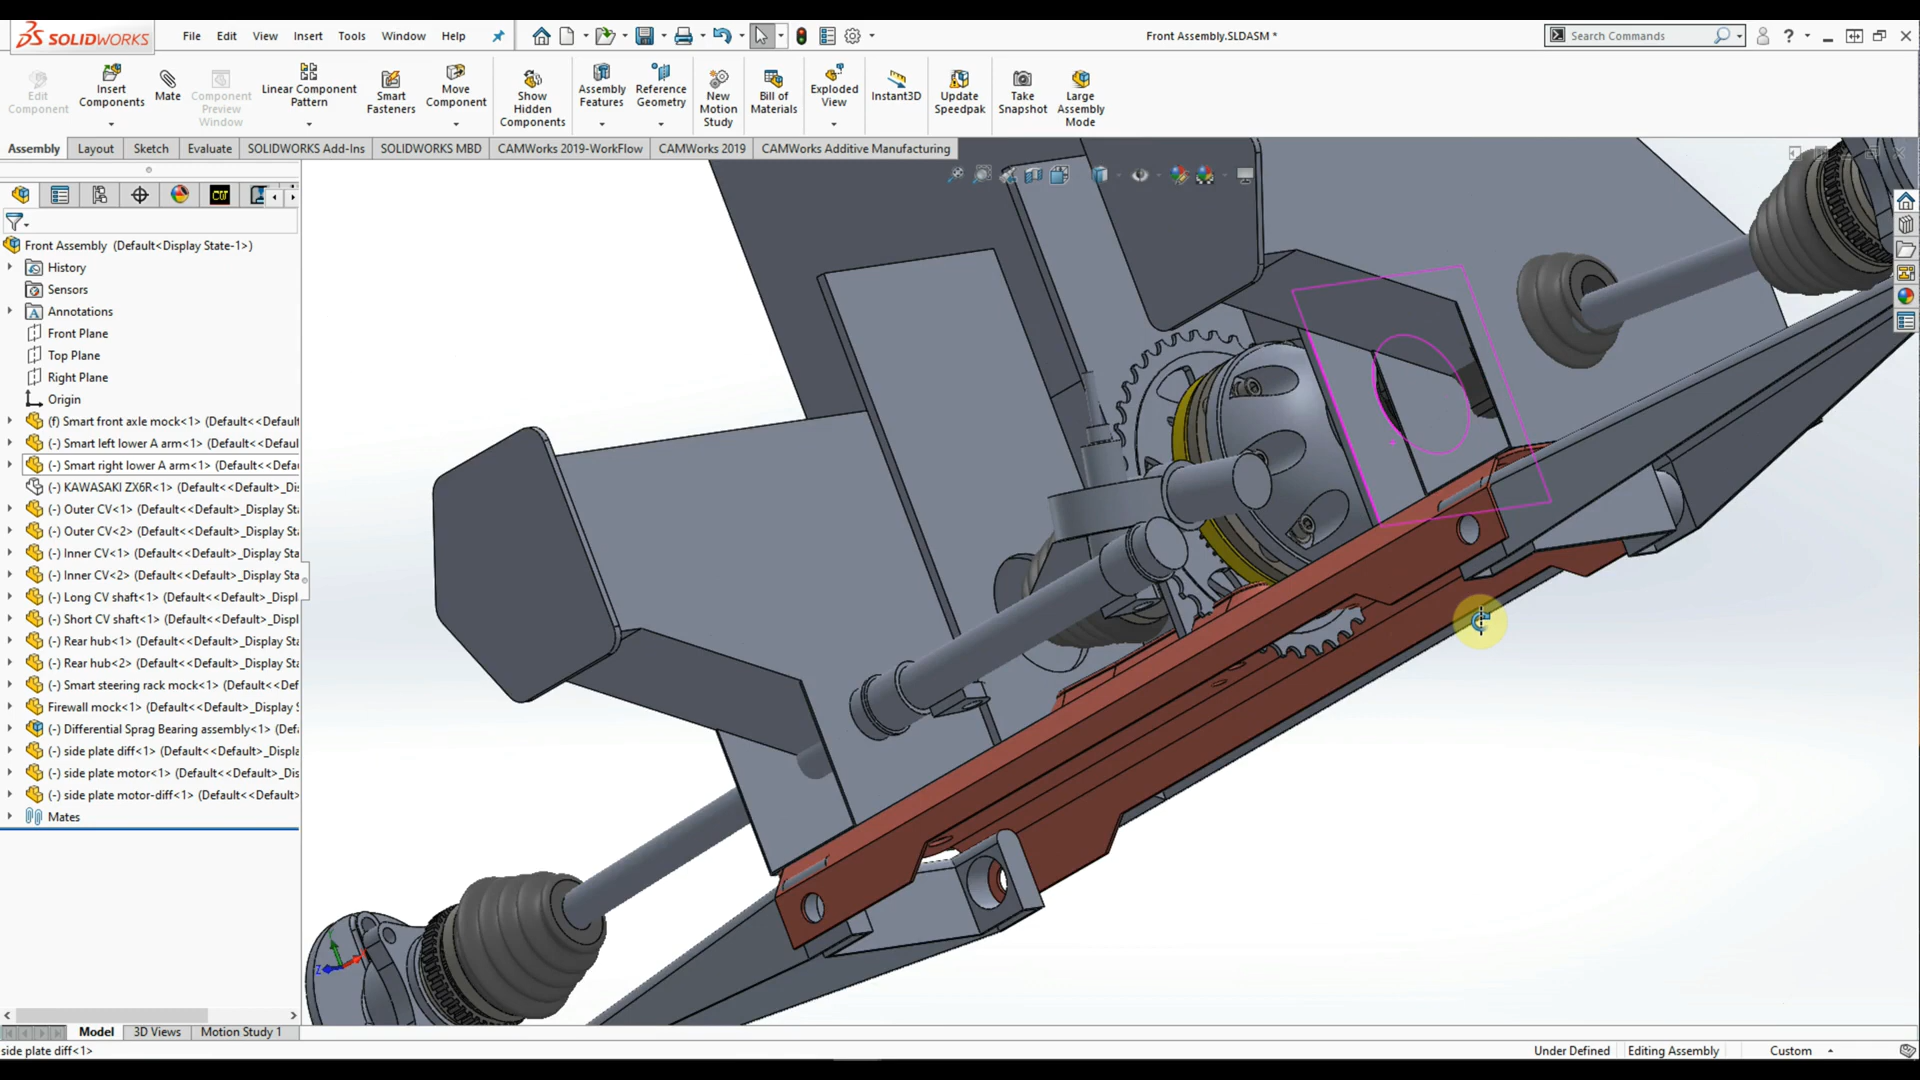 SOLIDWORKS File Edit View Insert Tools Window Help Front Assembly.SLDASM * Search Commands ?
Edit Component
Insert Components
Mate
Component Preview Window
Linear Component Pattern
Smart Fasteners
Move Component
Show Hidden Components
Assembly Features
Reference Geometry
New Motion Study
Bill of Materials
Exploded View
Instant3D
Update Speedpak
Take Snapshot
Large Assembly Mode
Assembly Layout Sketch Evaluate SOLIDWORKS Add-Ins SOLIDWORKS MBD CAMWorks 2019-WorkFlow CAMWorks 2019 CAMWorks Additive Manufacturing
CW
Front Assembly (Default<Display State-1>)
History
Sensors
A Annotations
Front Plane
Top Plane
Right Plane
Origin
(f) Smart front axle mock<1> (Default<<Default
(-) Smart left lower A arm<1> (Default<<Defaul
(-) Smart right lower A arm<1> (Default<<Defau
(-) KAWASAKI ZX6R<1> (Default<<Default>_Di
(-) Outer CV<1> (Default<<Default>_Display Sta
(-) Outer CV<2> (Default<<Default>_Display Sta
(-) Inner CV<1> (Default<<Default>_Display Sta
(-) Inner CV<2> (Default<<Default>_Display Sta
(-) Long CV shaft<1> (Default<<Default>_Displ
(-) Short CV shaft<1> (Default<<Default>_Displ
(-) Rear hub<1> (Default<<Default>_Display Sta
(-) Rear hub<2> (Default<<Default>_Display Sta
(-) Smart steering rack mock<1> (Default<<Def
Firewall mock<1> (Default<<Default>_Display S
(-) Differential Sprag Bearing assembly<1> (Def
(-) side plate diff<1> (Default<<Default>_Displa
(-) side plate motor<1> (Default<<Default>_Dis
(-) side plate motor-diff<1> (Default<<Default>
Mates
Z
Model 3D Views Motion Study 1
side plate diff<1> Under Defined Editing Assembly Custom